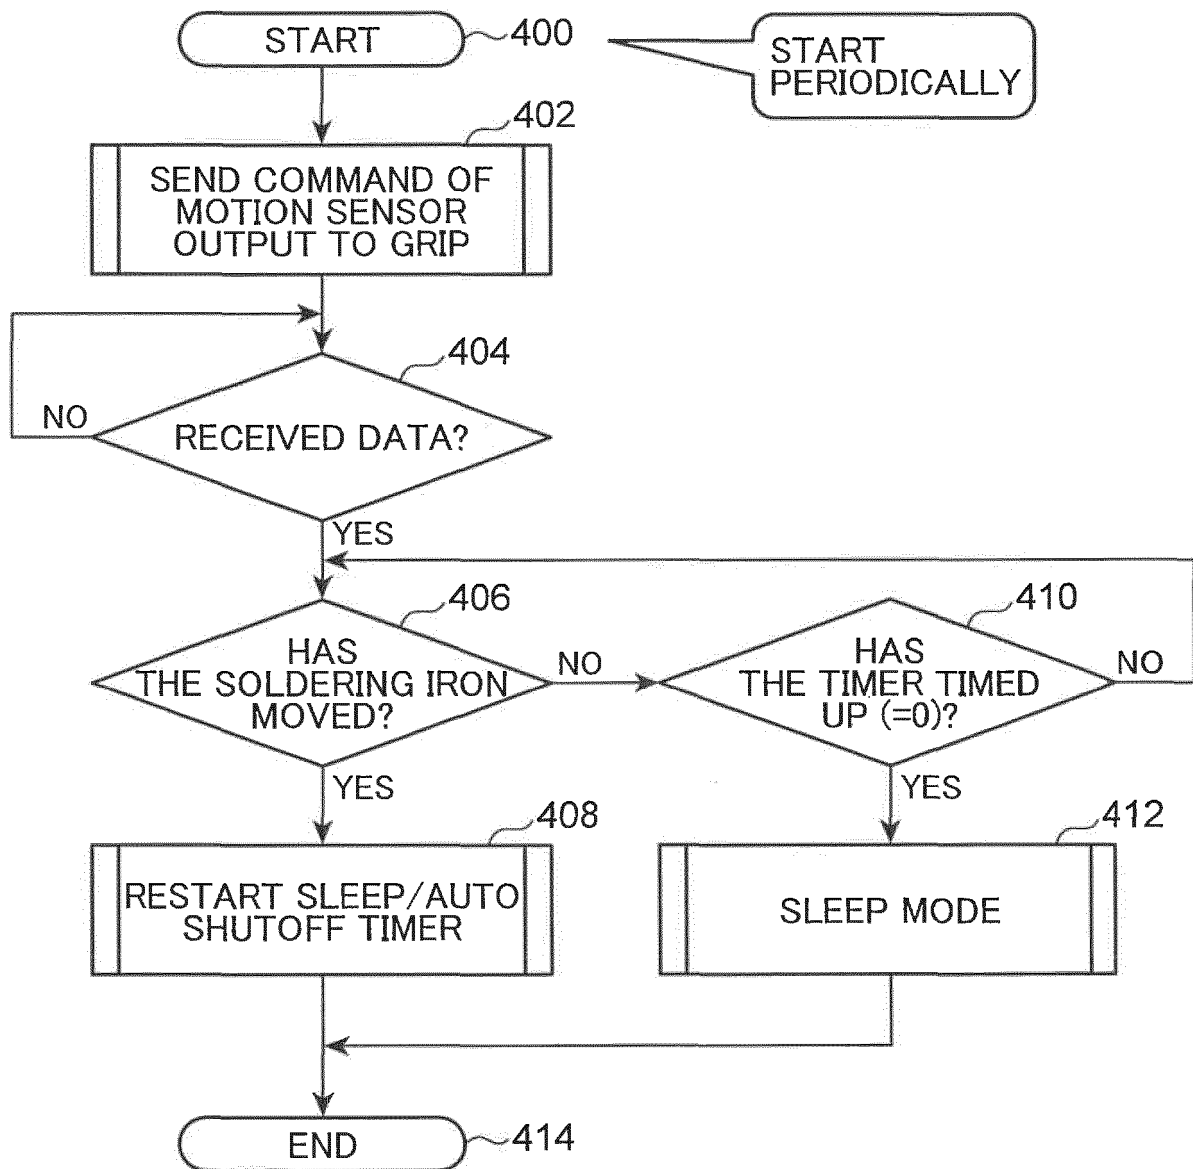 START
400
START
PERIODICALLY
402
SEND COMMAND OF
MOTION SENSOR
OUTPUT TO GRIP
404
NO
RECEIVED DATA?
YES
406
HAS
THE SOLDERING IRON
MOVED?
NO
410
HAS
THE TIMER TIMED
UP (=0)?
NO
YES
YES
408
RESTART SLEEP/AUTO
SHUTOFF TIMER
412
SLEEP MODE
END
414